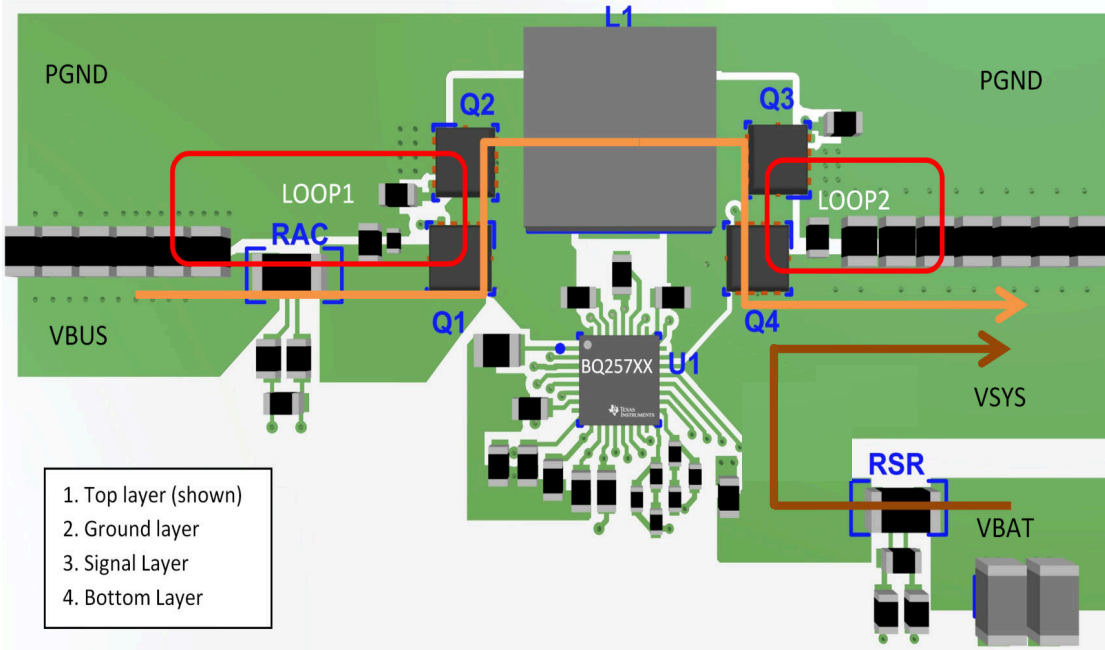 L1
PGND
PGND
Q2
Q3
LOOP1
LOOP2
RAC
Q1
Q4
VBUS
BQ257XX
U1
TEXAS
INSTRUMENTS
VSYS
RSR
VBAT
1. Top layer (shown)
2. Ground layer
3. Signal Layer
4. Bottom Layer